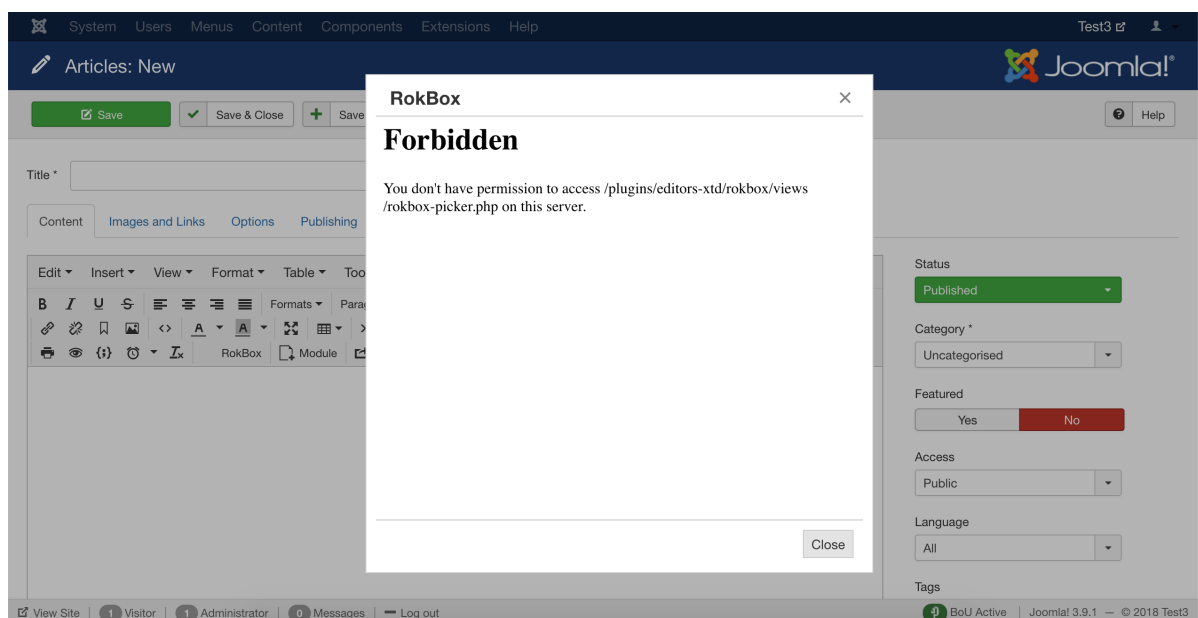 System Users Menus Content Components Extensions Help Test3
Articles: New Joomla!®
Save Save & Close Save Help
RokBox ×
Forbidden
You don't have permission to access /plugins/editors-xtd/rokbox/views
/rokbox-picker.php on this server.
Close
Title *
Content Images and Links Options Publishing
Edit Insert View Format Table Too
B I U S Formats Parag
A A
RokBox Module
Status
Published
Category *
Uncategorised
Featured
Yes No
Access
Public
Language
All
Tags
View Site 1 Visitor 1 Administrator 0 Messages Log out BoU Active Joomla! 3.9.1 — © 2018 Test3